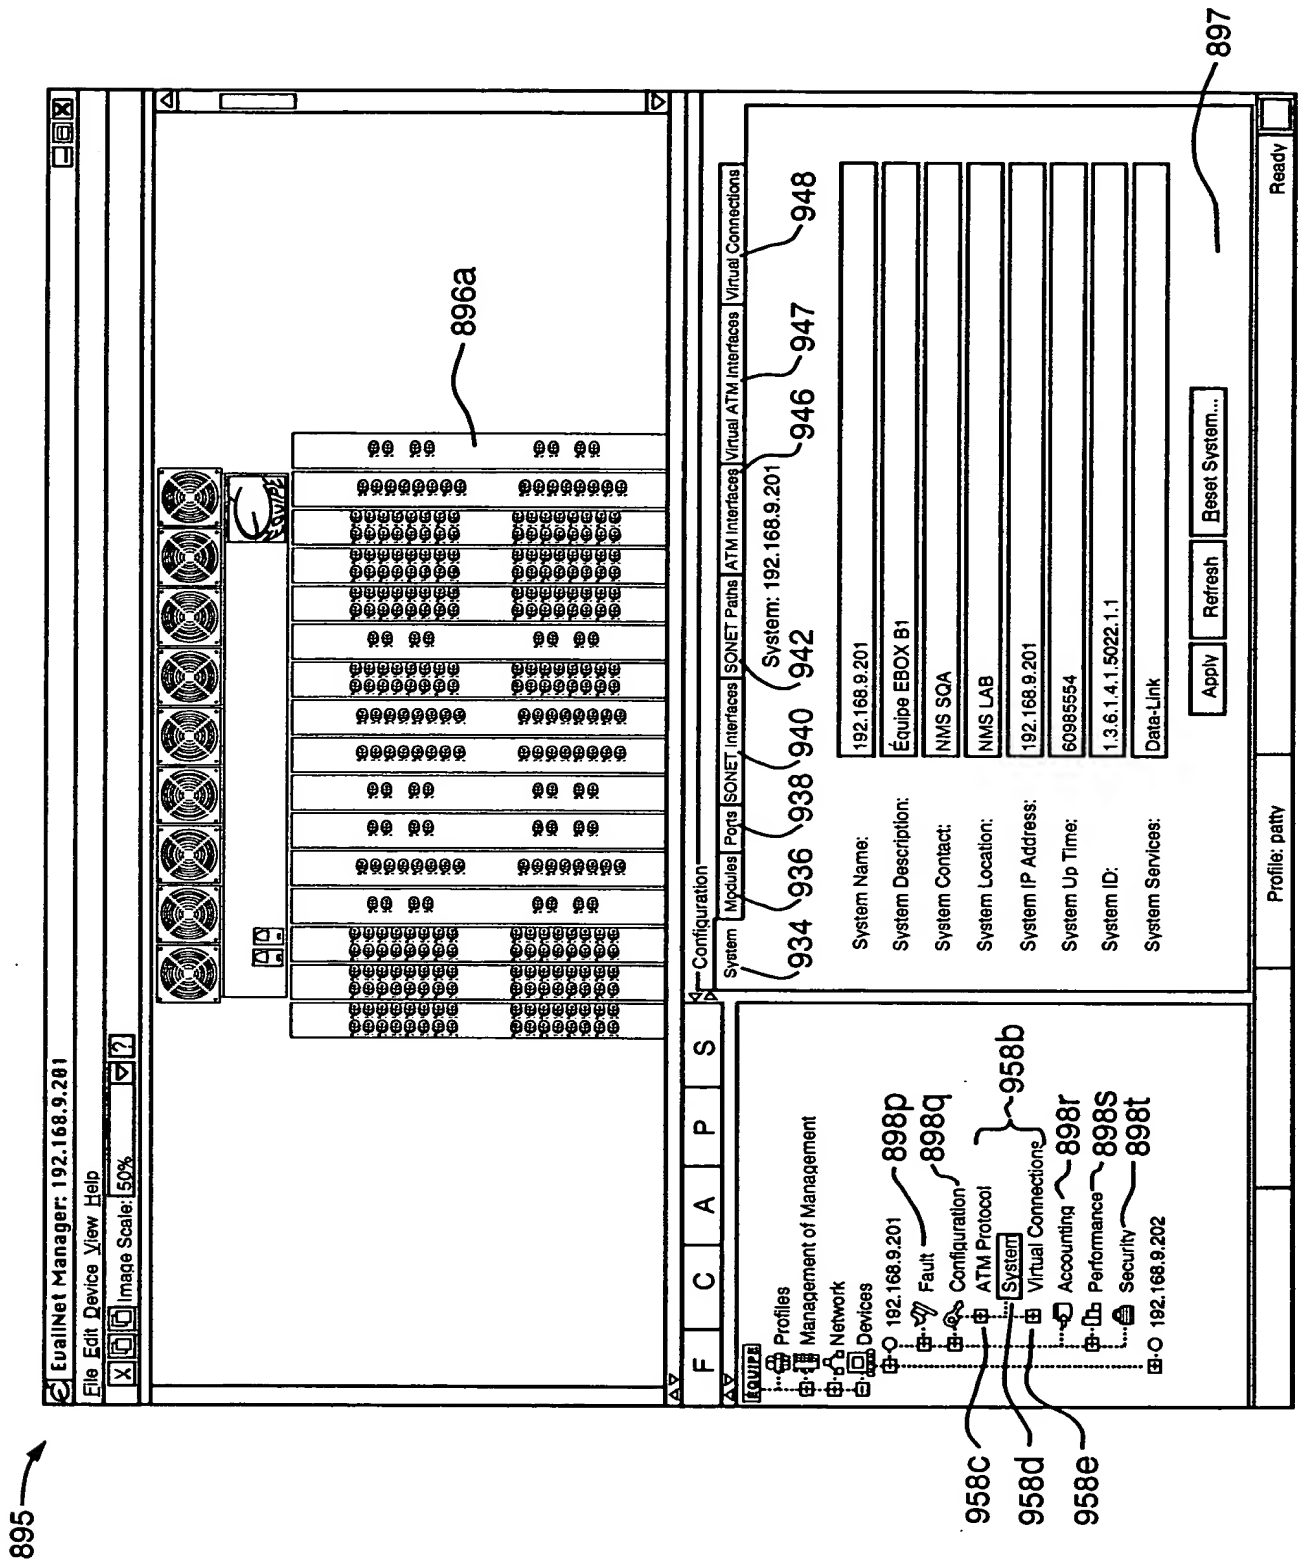 895
EvailNet Manager: 192.168.9.201
File Edit Device View Help
Image Scale: 50%
?
EQUIPE
896a
F C A P S
EQUIPE
Profiles
Management of Management
Network
Devices
192.168.9.201
898p
Fault
898q
Configuration
ATM Protocol
958b
System
Virtual Connections
Accounting
898r
Performance
898s
Security
898t
192.168.9.202
958c
958d
958e
Configuration
System Modules Ports SONET Interfaces SONET Paths ATM Interfaces Virtual ATM Interfaces Virtual Connections
934 936 938 940 942 946 947 948
System: 192.168.9.201
System Name: 192.168.9.201
System Description: Équipe EBOX B1
System Contact: NMS SQA
System Location: NMS LAB
System IP Address: 192.168.9.201
System Up Time: 60985554
System ID: 1.3.6.1.4.1.5022.1.1
System Services: Data-Link
Apply Refresh Reset System...
897
Profile: patty
Ready